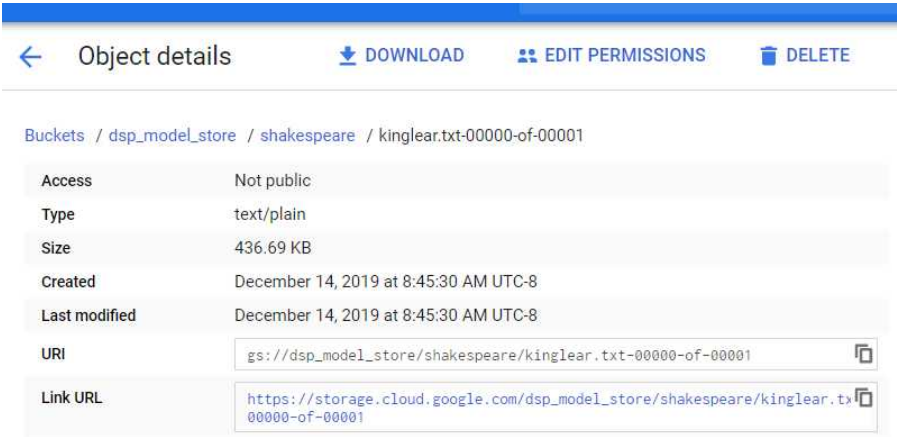 Object details DOWNLOAD EDIT PERMISSIONS DELETE
Buckets / dsp_model_store / shakespeare / kinglear.txt-00000-of-00001
Access Not public
Type text/plain
Size 436.69 KB
Created December 14, 2019 at 8:45:30 AM UTC-8
Last modified December 14, 2019 at 8:45:30 AM UTC-8
URI gs://dsp_model_store/shakespeare/kinglear.txt-00000-of-00001
Link URL https://storage.cloud.google.com/dsp_model_store/shakespeare/kinglear.tx
00000-of-00001